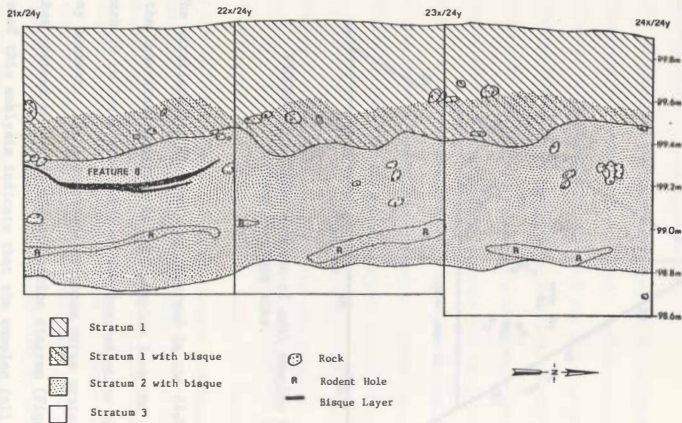 21x/24y 22x/24y 23x/24y 24x/24y
99.8m
99.6m
99.4m
99.2m
99.0m
98.8m
98.6m
FEATURE 8
R
R
R
R
R
R
R
Stratum 1
Stratum 1 with bisque
Stratum 2 with bisque
Stratum 3
Rock
R Rodent Hole
Bisque Layer
N